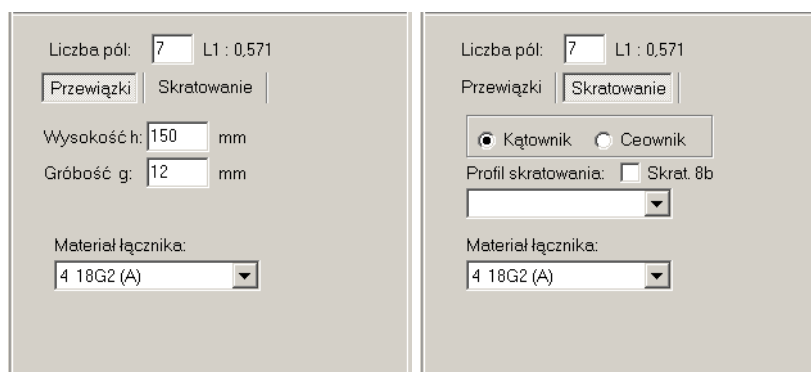 Liczba pól: 7 L1 : 0,571
Przewiązki Skratowanie
Wysokość h: 150 mm
Gróbość g: 12 mm
Materiał łącznika:
4 18G2 (A)
Liczba pól: 7 L1 : 0,571
Przewiązki Skratowanie
Kątownik Ceownik
Profil skratowania: Skrat. 8b
Materiał łącznika:
4 18G2 (A)